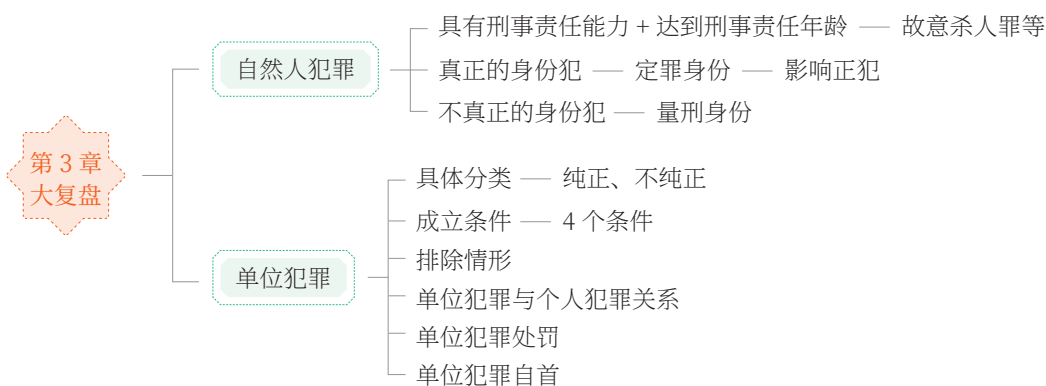 第 3 章
大复盘
自然人犯罪
具有刑事责任能力 + 达到刑事责任年龄 — 故意杀人罪等
真正的身份犯 — 定罪身份 — 影响正犯
不真正的身份犯 — 量刑身份
单位犯罪
具体分类 — 纯正、不纯正
成立条件 — 4 个条件
排除情形
单位犯罪与个人犯罪关系
单位犯罪处罚
单位犯罪自首